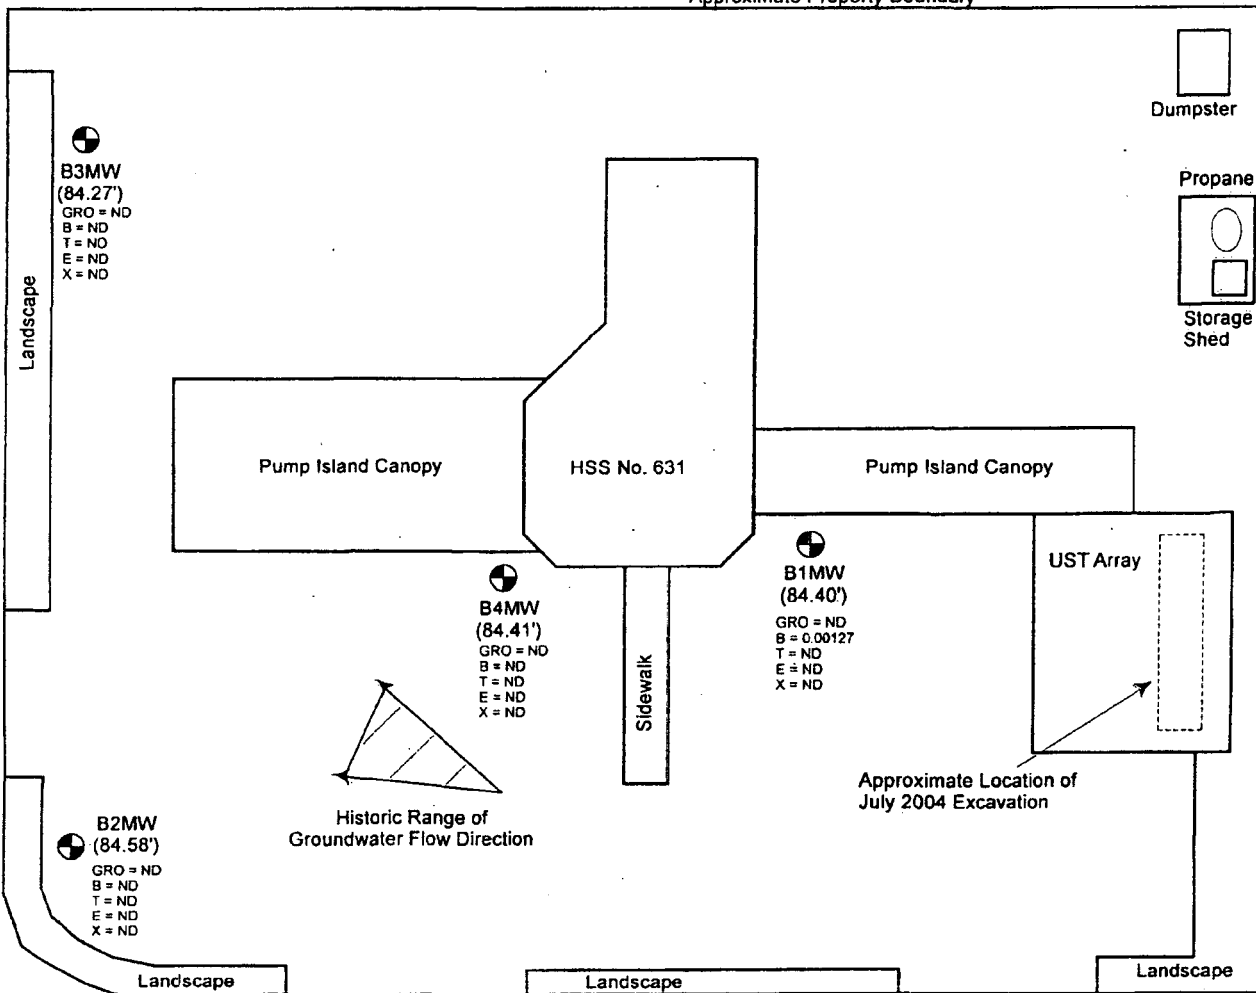 Approximate Property Boundary
Dumpster
B3MW
(84.27')
GRO = ND
B = ND
T = ND
E = ND
X = ND
Propane
Storage
Shed
Landscape
Pump Island Canopy
HSS No. 631
Pump Island Canopy
UST Array
B1MW
(84.40')
GRO = ND
B = 0.00127
T = ND
E = ND
X = ND
B4MW
(84.41')
GRO = ND
B = ND
T = ND
E = ND
X = ND
Sidewalk
Approximate Location of
July 2004 Excavation
Historic Range of
Groundwater Flow Direction
B2MW
(84.58')
GRO = ND
B = ND
T = ND
E = ND
X = ND
Landscape
Landscape
Landscape